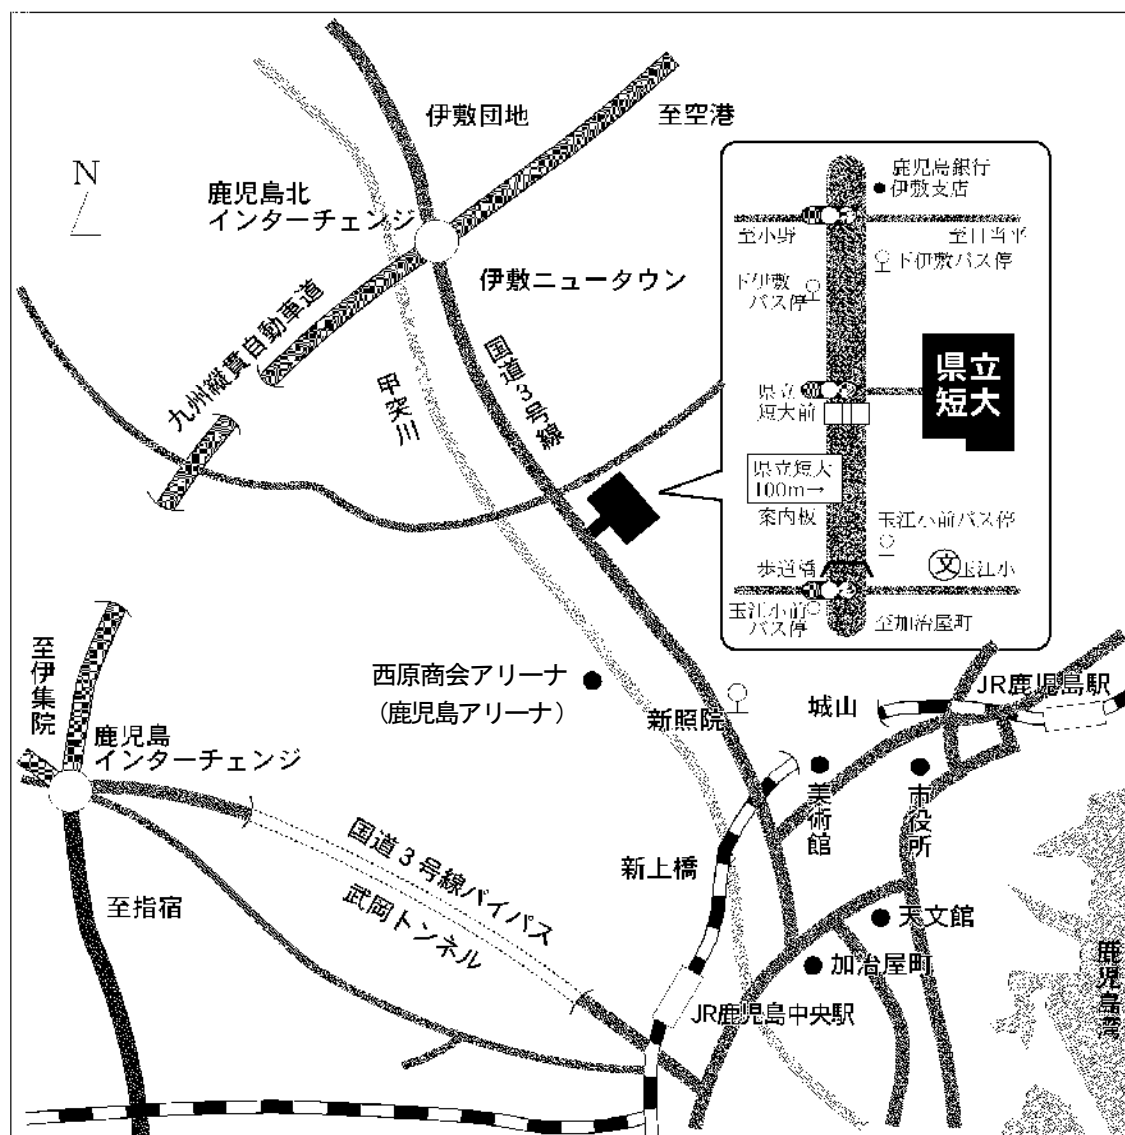 伊敷団地
至空港
N
鹿児島北
インターチェンジ
伊敷ニュータウン
九州縦貫自動車道
甲突川
国道3号線
鹿児島銀行
伊敷支店
至小野
至日当平
下伊敷バス停
下伊敷
バス停
県立
短大
県立
短大前
県立短大
100m→
案内板
玉江小前バス停
歩道橋
文
玉江小
玉江小前
バス停
至加治屋町
至伊集院
西原商会アリーナ
(鹿児島アリーナ)
新照院
城山
JR鹿児島駅
鹿児島
インターチェンジ
美術館
市役所
国道3号線バイパス
武岡トンネル
新上橋
至指宿
天文館
加治屋町
鹿児島湾
JR鹿児島中央駅